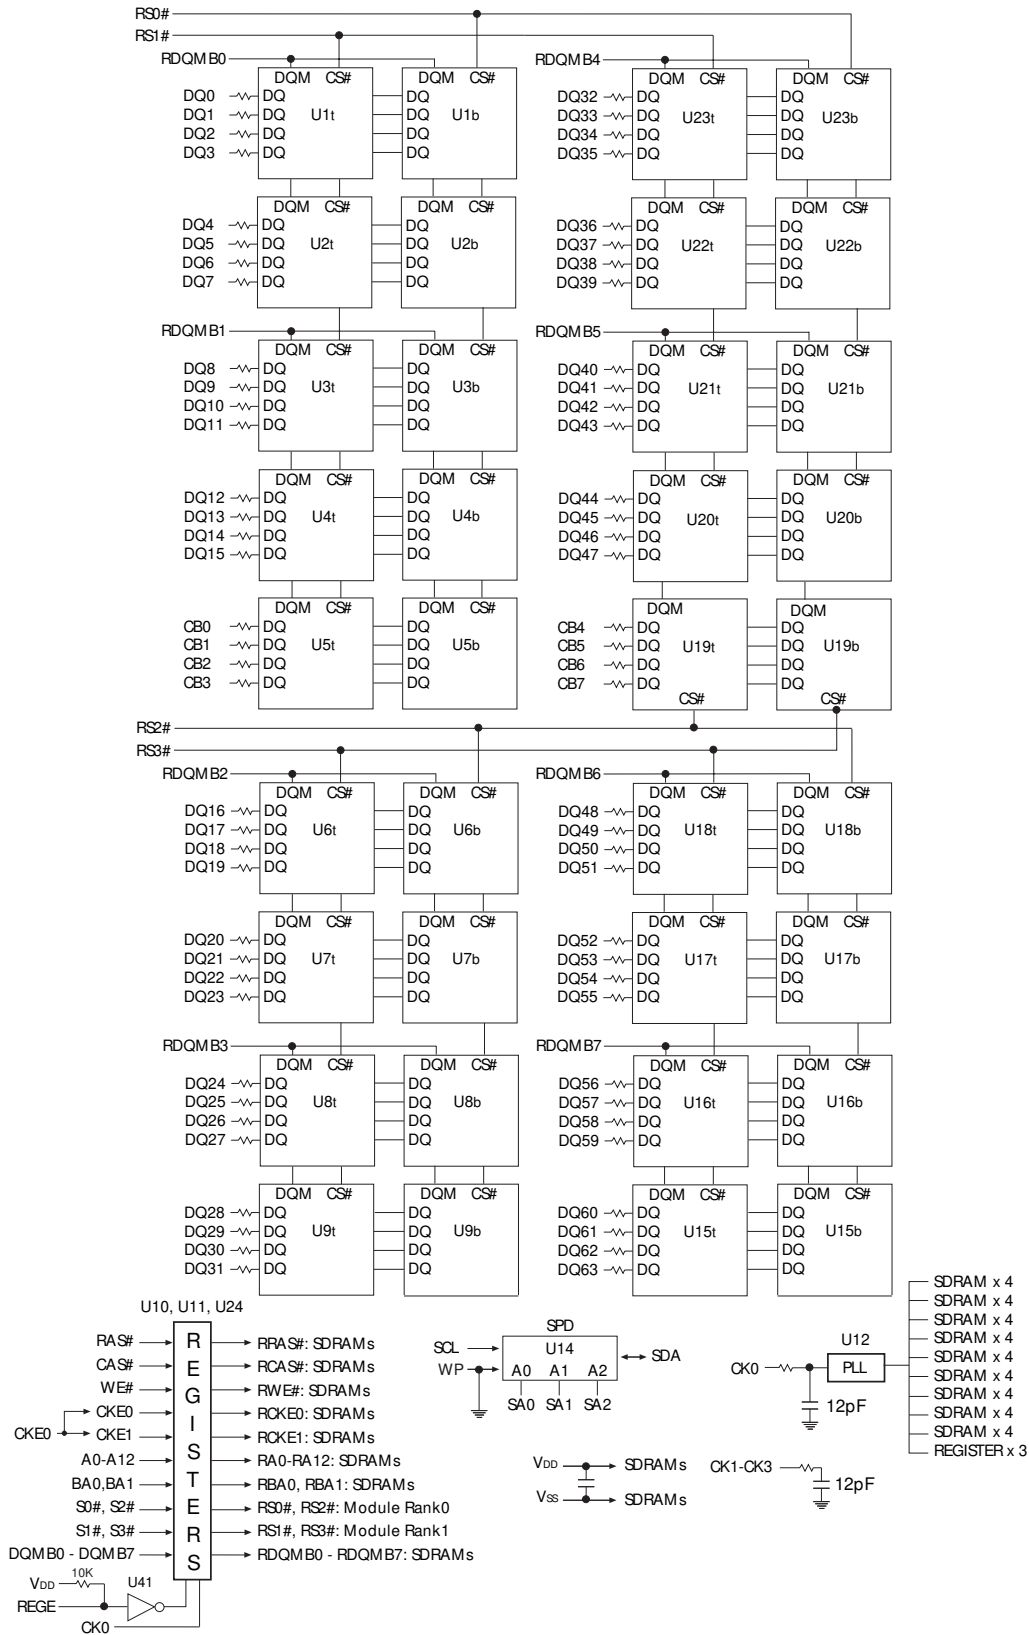 RS0#
RS1#
RDQMB0
DQM CS# DQM CS#
DQ0 DQ DQ
DQ1 DQ U1t DQ U1b
DQ2 DQ DQ
DQ3 DQ DQ
DQM CS# DQM CS#
DQ4 DQ DQ
DQ5 DQ U2t DQ U2b
DQ6 DQ DQ
DQ7 DQ DQ
RDQMB1
DQM CS# DQM CS#
DQ8 DQ DQ
DQ9 DQ U3t DQ U3b
DQ10 DQ DQ
DQ11 DQ DQ
DQM CS# DQM CS#
DQ12 DQ DQ
DQ13 DQ U4t DQ U4b
DQ14 DQ DQ
DQ15 DQ DQ
DQM CS# DQM CS#
CB0 DQ DQ
CB1 DQ U5t DQ U5b
CB2 DQ DQ
CB3 DQ DQ
RDQMB4
DQM CS# DQM CS#
DQ32 DQ DQ
DQ33 DQ U23t DQ U23b
DQ34 DQ DQ
DQ35 DQ DQ
DQM CS# DQM CS#
DQ36 DQ DQ
DQ37 DQ U22t DQ U22b
DQ38 DQ DQ
DQ39 DQ DQ
RDQMB5
DQM CS# DQM CS#
DQ40 DQ DQ
DQ41 DQ U21t DQ U21b
DQ42 DQ DQ
DQ43 DQ DQ
DQM CS# DQM CS#
DQ44 DQ DQ
DQ45 DQ U20t DQ U20b
DQ46 DQ DQ
DQ47 DQ DQ
DQM DQM
CB4 DQ DQ
CB5 DQ U19t DQ U19b
CB6 DQ DQ
CB7 DQ DQ
CS# CS#
RS2#
RS3#
RDQMB2
DQM CS# DQM CS#
DQ16 DQ DQ
DQ17 DQ U6t DQ U6b
DQ18 DQ DQ
DQ19 DQ DQ
DQM CS# DQM CS#
DQ20 DQ DQ
DQ21 DQ U7t DQ U7b
DQ22 DQ DQ
DQ23 DQ DQ
RDQMB3
DQM CS# DQM CS#
DQ24 DQ DQ
DQ25 DQ U8t DQ U8b
DQ26 DQ DQ
DQ27 DQ DQ
DQM CS# DQM CS#
DQ28 DQ DQ
DQ29 DQ U9t DQ U9b
DQ30 DQ DQ
DQ31 DQ DQ
RDQMB6
DQM CS# DQM CS#
DQ48 DQ DQ
DQ49 DQ U18t DQ U18b
DQ50 DQ DQ
DQ51 DQ DQ
DQM CS# DQM CS#
DQ52 DQ DQ
DQ53 DQ U17t DQ U17b
DQ54 DQ DQ
DQ55 DQ DQ
RDQMB7
DQM CS# DQM CS#
DQ56 DQ DQ
DQ57 DQ U16t DQ U16b
DQ58 DQ DQ
DQ59 DQ DQ
DQM CS# DQM CS#
DQ60 DQ DQ
DQ61 DQ U15t DQ U15b
DQ62 DQ DQ
DQ63 DQ DQ
U10, U11, U24
REGISTERS
RAS# RRAS#: SDRAMs
CAS# RCAS#: SDRAMs
WE# RWE#: SDRAMs
CKE0 RCKE0: SDRAMs
CKE0
CKE1 RCKE1: SDRAMs
A0-A12 RA0-RA12: SDRAMs
BA0,BA1 RBA0, RBA1: SDRAMs
S0#, S2# RS0#, RS2#: Module Rank0
S1#, S3# RS1#, RS3#: Module Rank1
DQMB0 - DQMB7 RDQMB0 - RDQMB7: SDRAMs
VDD 10K U41
REGE
CK0
SPD
SCL U14 SDA
WP A0 A1 A2
SA0 SA1 SA2
VDD SDRAMs
VSS SDRAMs
U12
CK0 PLL
12pF
CK1-CK3
12pF
SDRAM x 4
SDRAM x 4
SDRAM x 4
SDRAM x 4
SDRAM x 4
SDRAM x 4
SDRAM x 4
SDRAM x 4
SDRAM x 4
REGISTER x 3